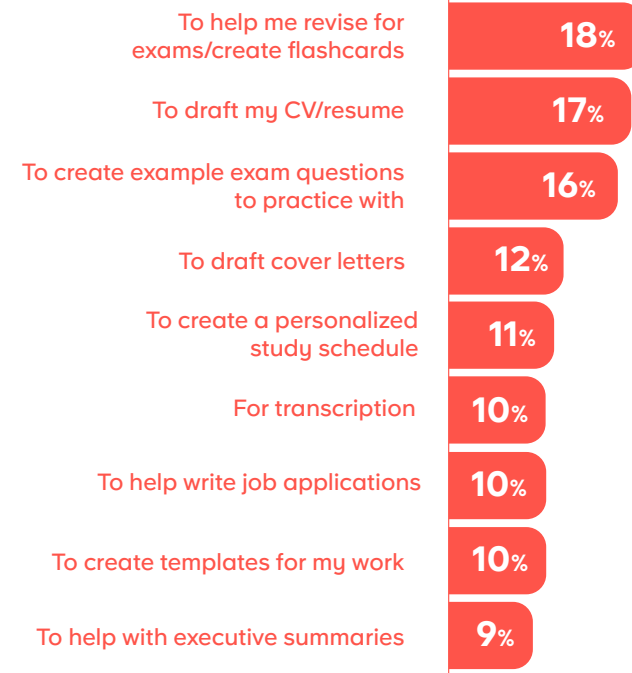 To help me revise for
exams/create flashcards
18%
To draft my CV/resume
17%
To create example exam questions
to practice with
16%
To draft cover letters
12%
To create a personalized
study schedule
11%
For transcription
10%
To help write job applications
10%
To create templates for my work
10%
To help with executive summaries
9%